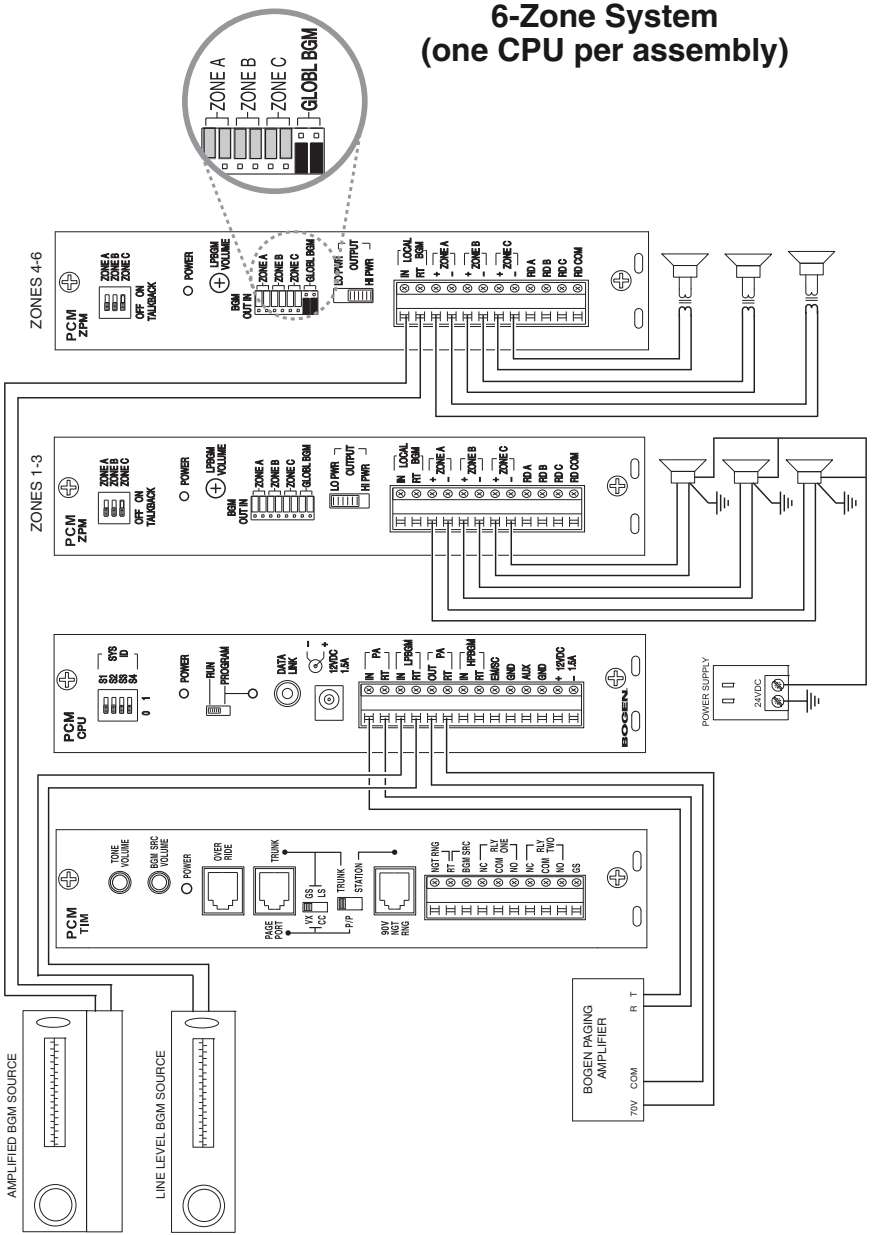 6-Zone System
(one CPU per assembly)
ZONE A
ZONE B
ZONE C
GLOBL BGM
ZONES 4-6
PCM
ZPM
ZONE A
ZONE B
ZONE C
OFF ON
TALKBACK
POWER
LPBGM
VOLUME
BGM
OUT IN
ZONE A
ZONE B
ZONE C
GLOBL BGM
LO PWR
OUTPUT
HI PWR
IN LOCAL
RT BGM
+ ZONE A
-
+ ZONE B
-
+ ZONE C
-
RD A
RD B
RD C
RD COM
ZONES 1-3
PCM
ZPM
ZONE A
ZONE B
ZONE C
OFF ON
TALKBACK
POWER
LPBGM
VOLUME
BGM
OUT IN
ZONE A
ZONE B
ZONE C
GLOBL BGM
LO PWR
OUTPUT
HI PWR
IN LOCAL
RT BGM
+ ZONE A
-
+ ZONE B
-
+ ZONE C
-
RD A
RD B
RD C
RD COM
PCM
CPU
S1
S2 SYS
S3 ID
S4
0 1
POWER
RUN
PROGRAM
DATA
LINK
- +
12VDC
1.5A
IN PA
RT
IN LPBGM
RT
OUT PA
RT
IN HPBGM
RT
EMSC
GND
AUX
GND
+ 12VDC
- 1.5A
BOGEN
POWER SUPPLY
24VDC
PCM
TIM
TONE
VOLUME
BGM SRC
VOLUME
POWER
OVER
RIDE
PAGE
PORT
TRUNK
VX GS
CC LS
P/P
TRUNK
STATION
90V
NGT
RNG
NGT RNG
RT
BGM SRC
NC RLY
COM ONE
NO
NC RLY
COM TWO
NO
GS
AMPLIFIED BGM SOURCE
LINE LEVEL BGM SOURCE
BOGEN PAGING
AMPLIFIER
70V COM R T